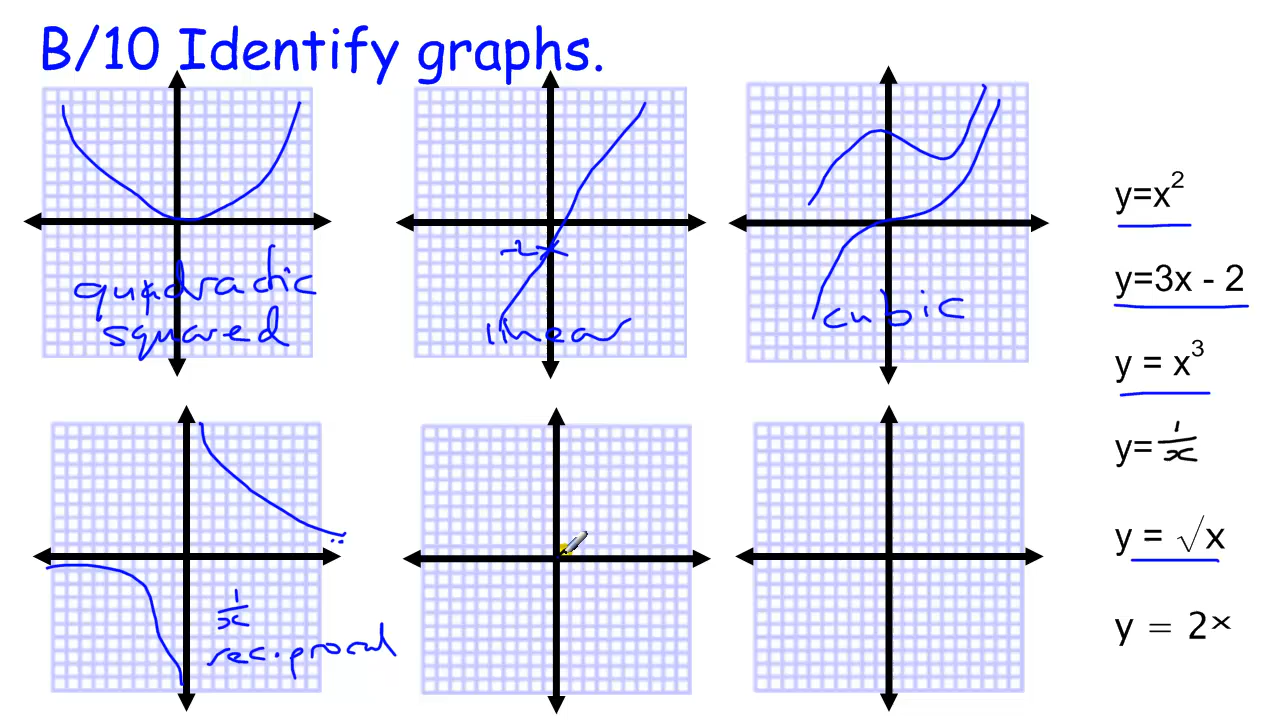 B/10 Identify graphs.
quadratic
squared
-2
linear
cubic
1/x
reciprocal
y=x²
y=3x - 2
y = x³
y=1/x
y = √x
y = 2ˣ